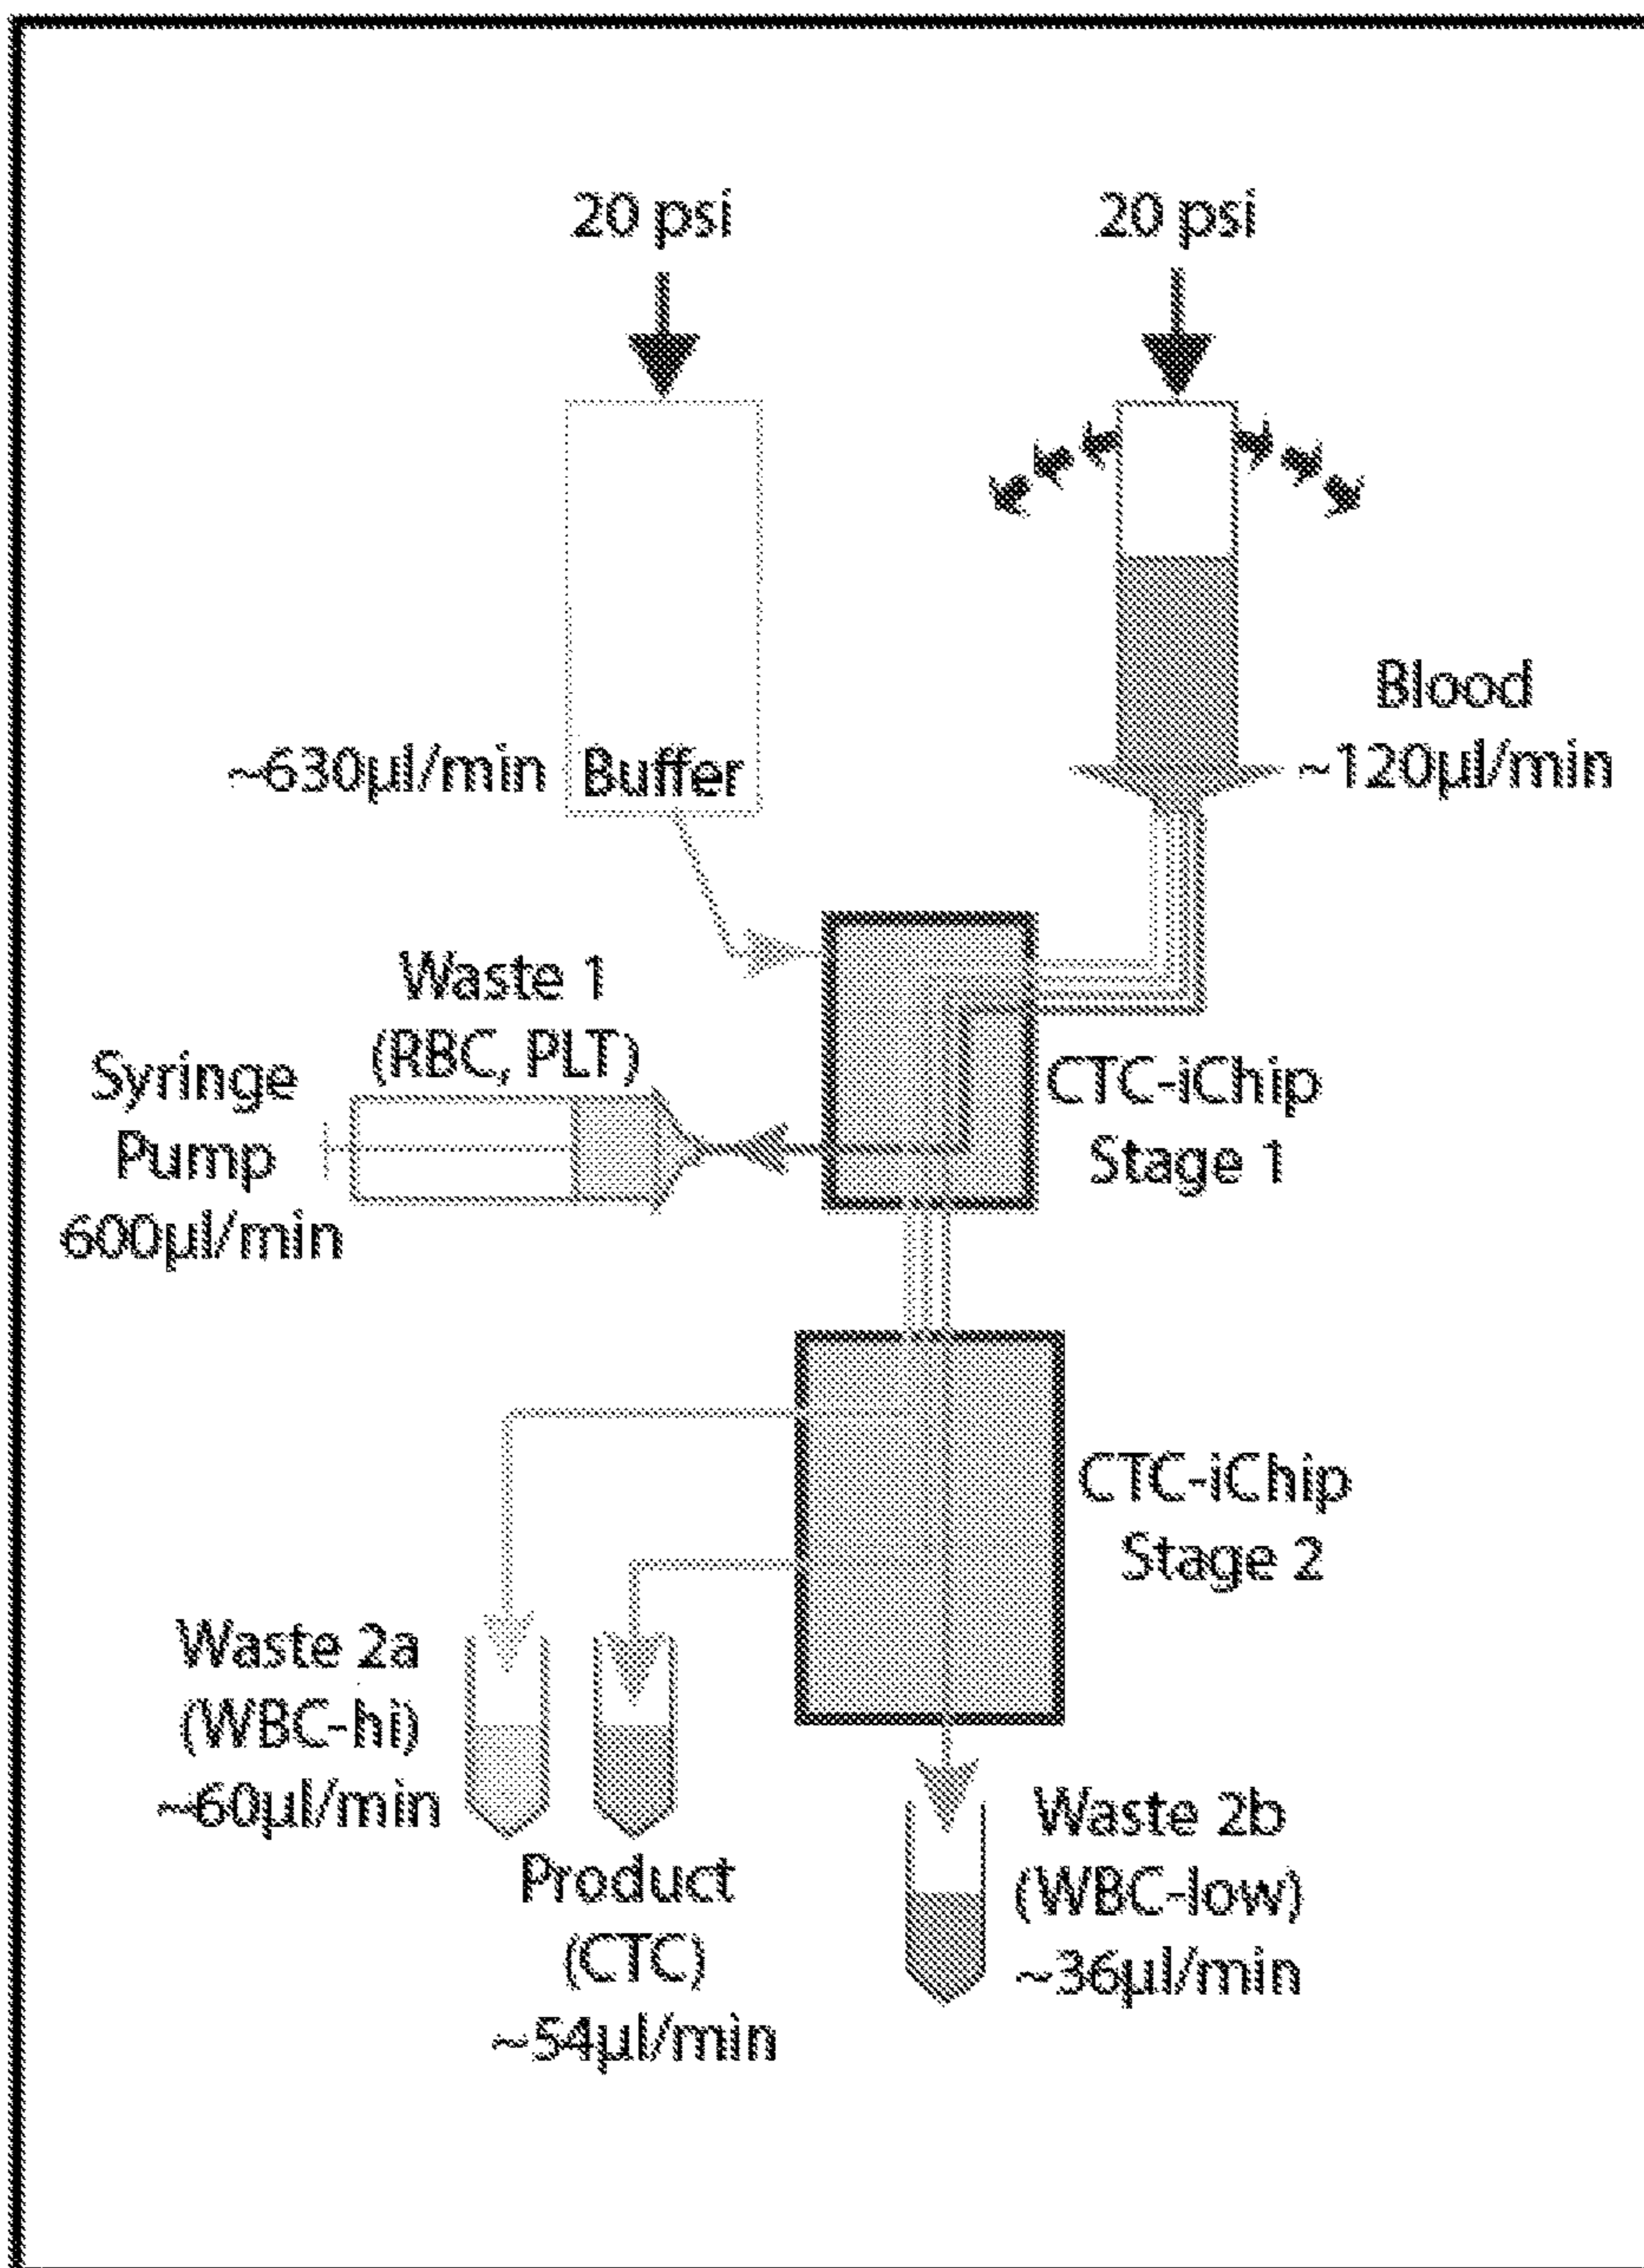 20 psi
20 psi
Blood
~120µl/min
~630µl/min Buffer
Waste 1
(RBC, PLT)
Syringe
Pump
600µl/min
CTC-iChip
Stage 1
CTC-iChip
Stage 2
Waste 2a
(WBC-hi)
~60µl/min
Product
(CTC)
~54µl/min
Waste 2b
(WBC-low)
~36µl/min